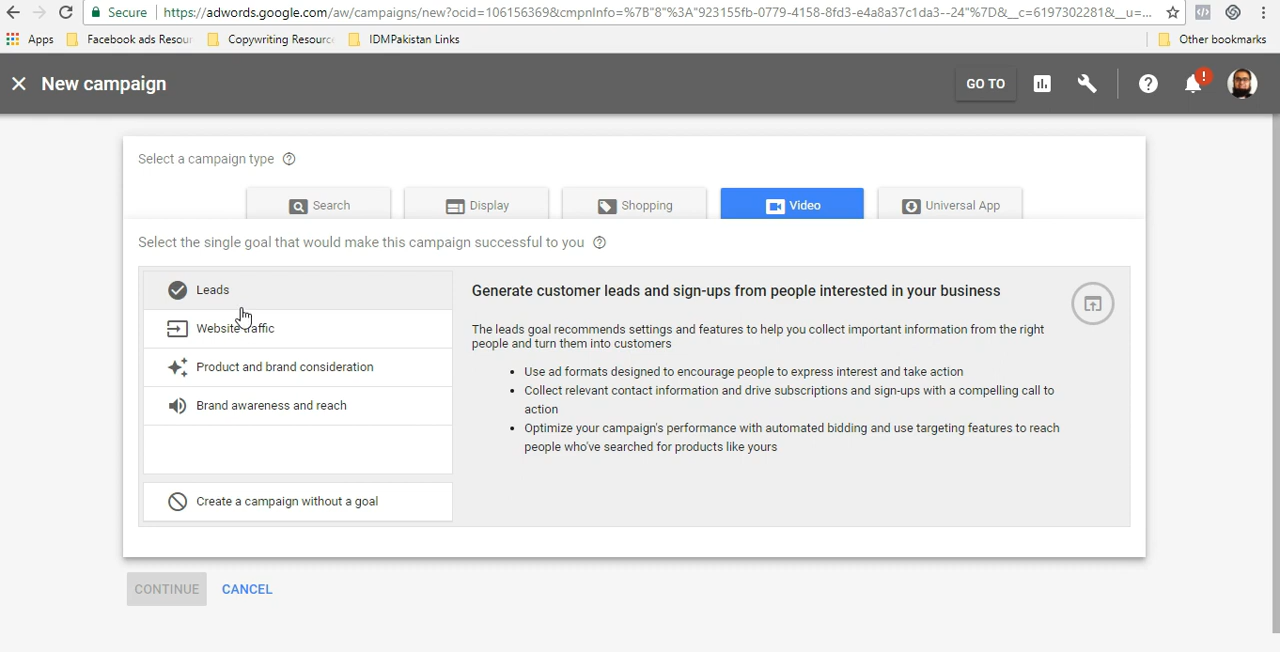 Secure https://adwords.google.com/aw/campaigns/new?ocid=106156369&cmpnInfo=%7B"8"%3A"923155fb-0779-4158-8fd3-e4a8a37c1da3--24"%7D&__c=6197302281&__u=...
Apps Facebook ads Resour Copywriting Resource IDMPakistan Links Other bookmarks
New campaign GO TO
Select a campaign type
Search Display Shopping Video Universal App
Select the single goal that would make this campaign successful to you
Leads
Website traffic
Product and brand consideration
Brand awareness and reach
Create a campaign without a goal
Generate customer leads and sign-ups from people interested in your business
The leads goal recommends settings and features to help you collect important information from the right
people and turn them into customers
• Use ad formats designed to encourage people to express interest and take action
• Collect relevant contact information and drive subscriptions and sign-ups with a compelling call to
action
• Optimize your campaign's performance with automated bidding and use targeting features to reach
people who've searched for products like yours
CONTINUE CANCEL